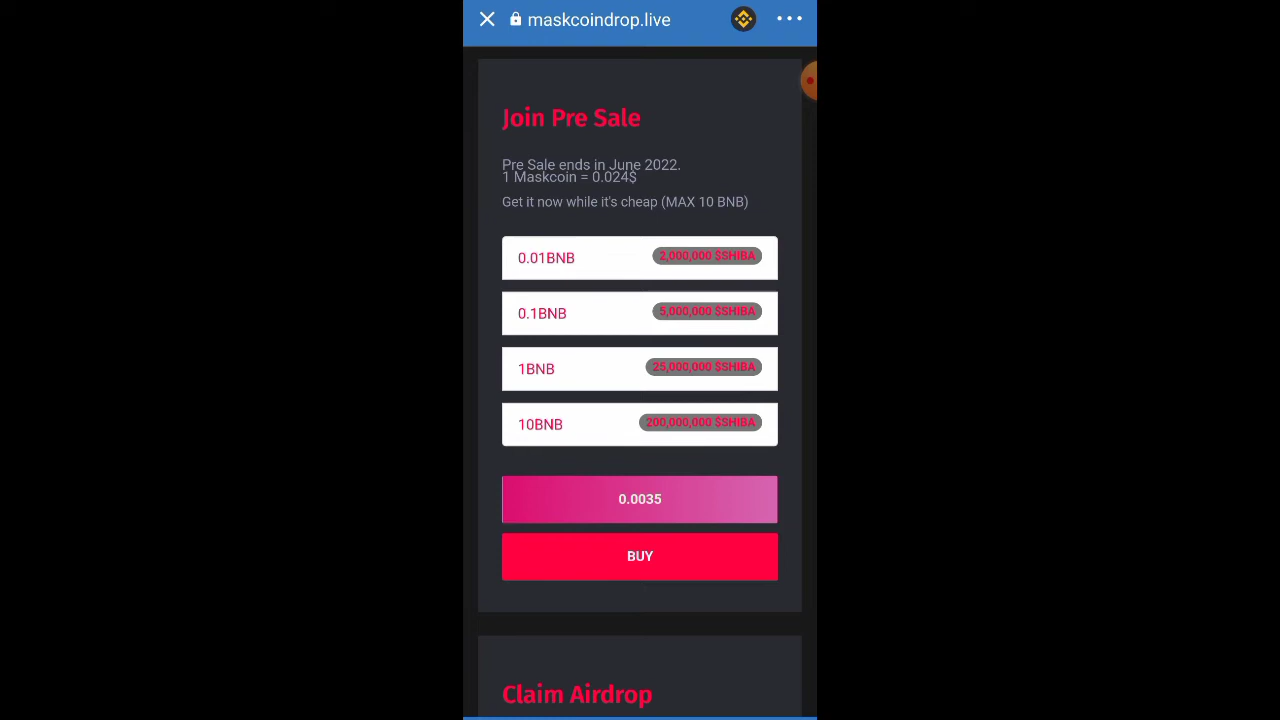 maskcoindrop.live
Join Pre Sale
Pre Sale ends in June 2022.
1 Maskcoin = 0.024$
Get it now while it's cheap (MAX 10 BNB)
0.01BNB 2,000,000 $SHIBA
0.1BNB 5,000,000 $SHIBA
1BNB 25,000,000 $SHIBA
10BNB 200,000,000 $SHIBA
0.0035
BUY
Claim Airdrop